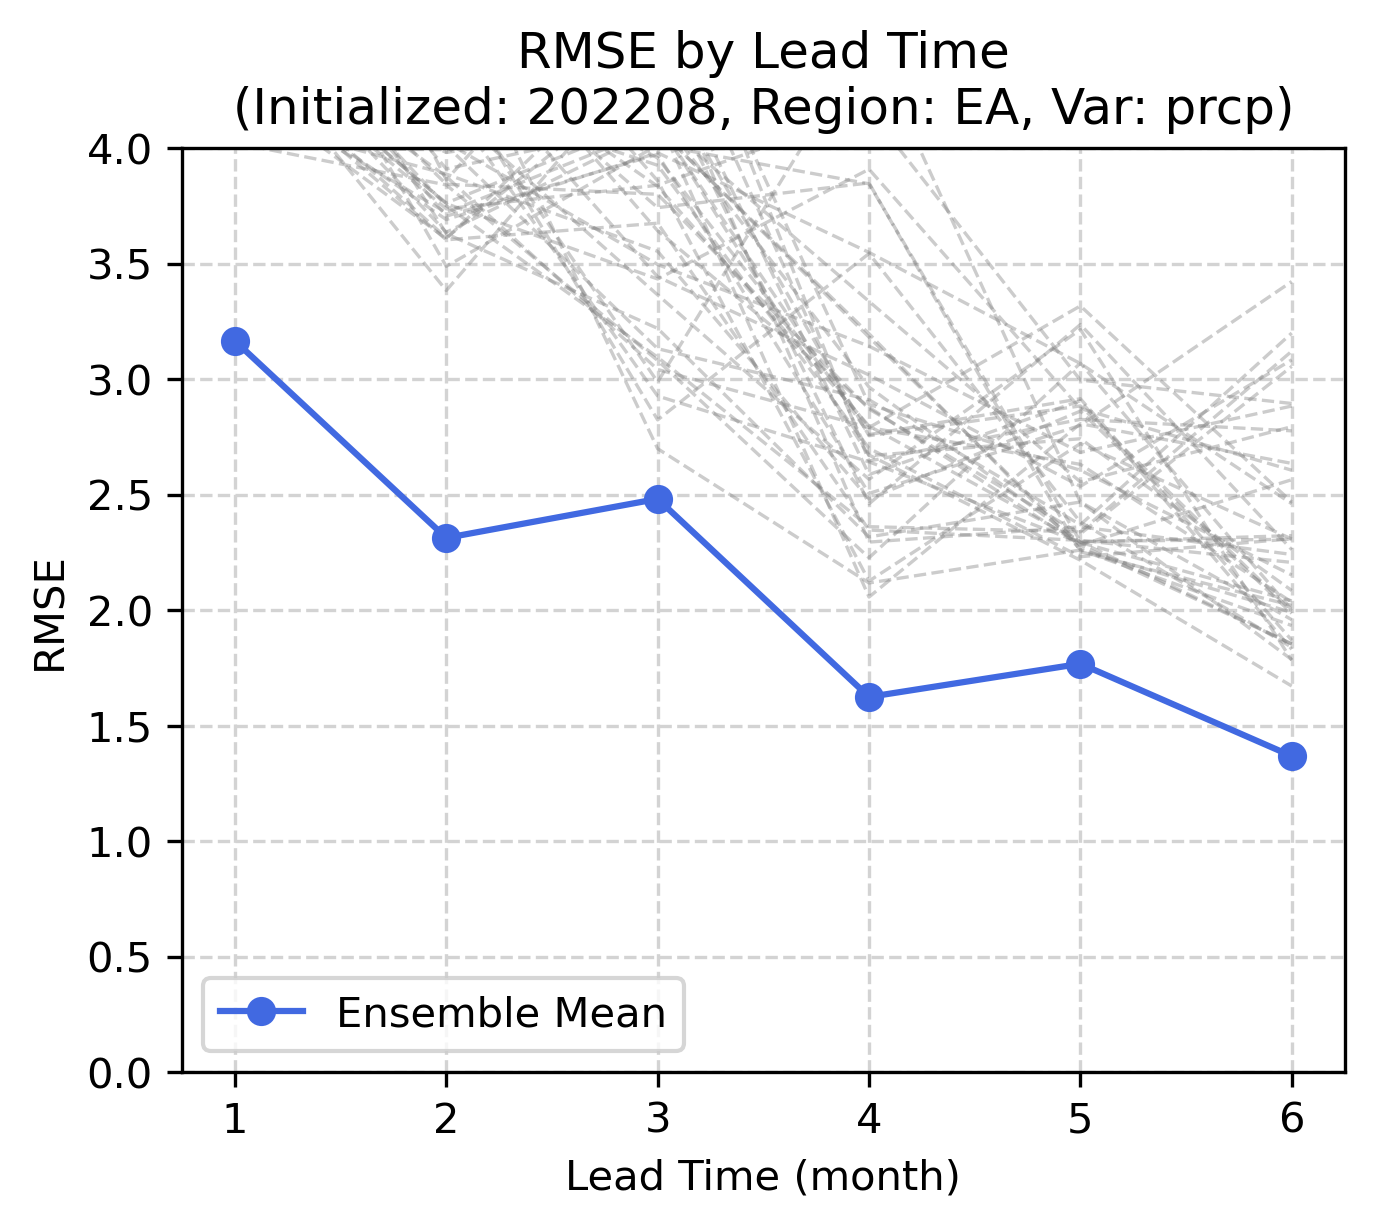 RMSE by Lead Time
(Initialized: 202208, Region: EA, Var: prcp)
4.0
3.5
3.0
2.5
2.0
1.5
1.0
0.5
0.0
RMSE
Ensemble Mean
1 2 3 4 5 6
Lead Time (month)